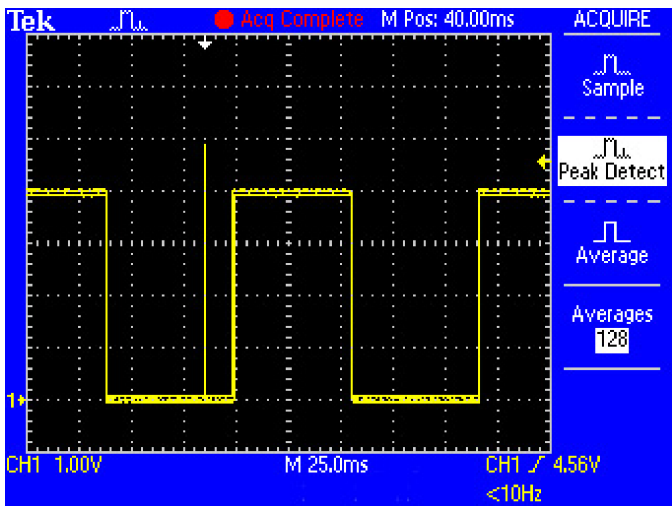 Tek Acq Complete M Pos: 40.00ms ACQUIRE
Sample
Peak Detect
Average
Averages
128
1
CH1 1.00V M 25.0ms CH1 4.56V
<10Hz